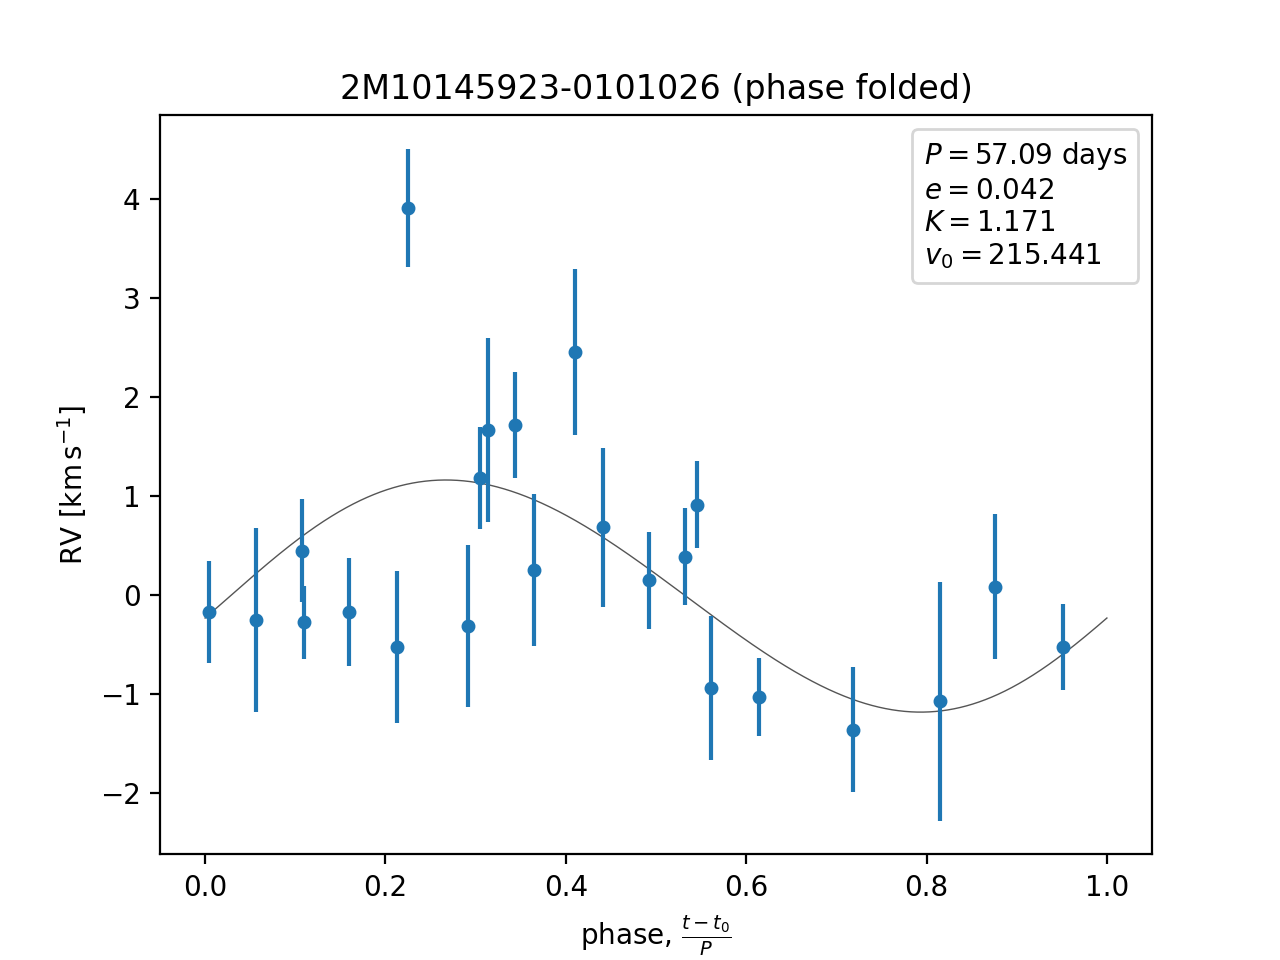 2M10145923-0101026 (phase folded)
P = 57.09 days
e = 0.042
K = 1.171
v₀ = 215.441
4
3
2
1
0
−1
−2
RV [km s⁻¹]
0.0 0.2 0.4 0.6 0.8 1.0
phase, (t − t₀)/P